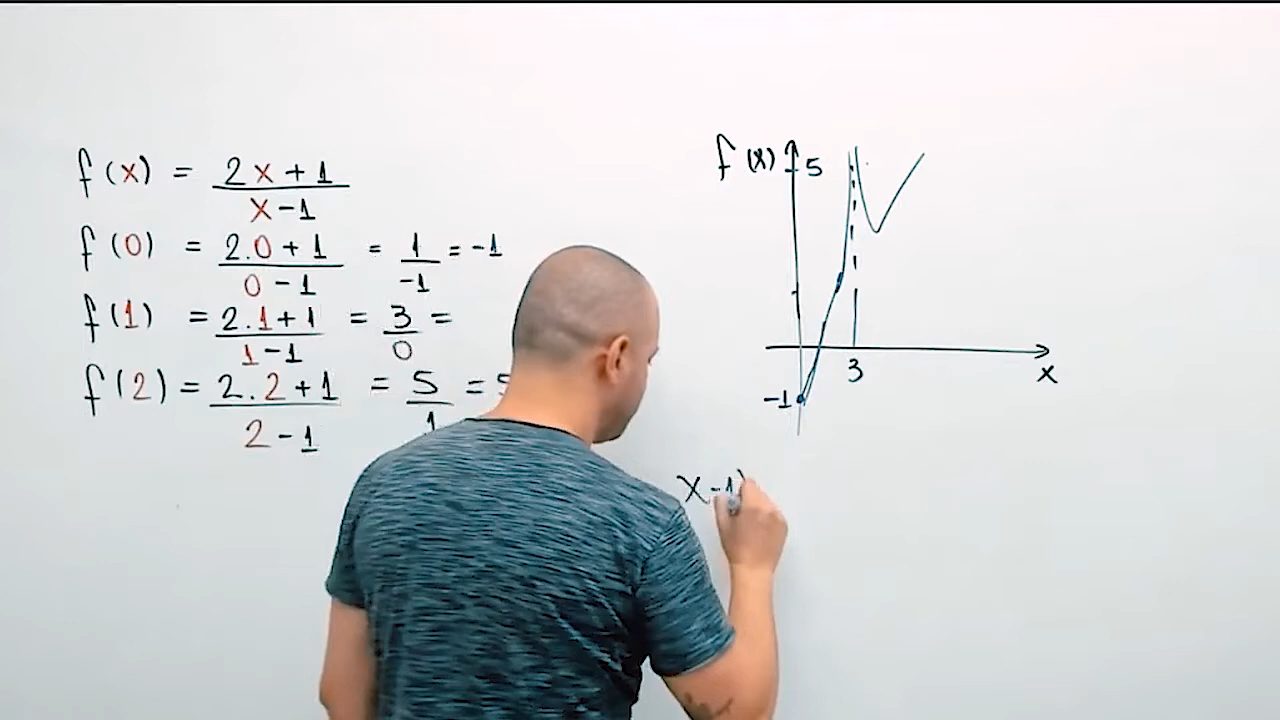 f(x) = 2x+1 / x-1
f(0) = 2.0+1 / 0-1 = 1 / -1 = -1
f(1) = 2.1+1 / 1-1 = 3 / 0 =
f(2) = 2.2+1 / 2-1 = 5 / 1 =
f(x)
5
3
x
-1
x-1